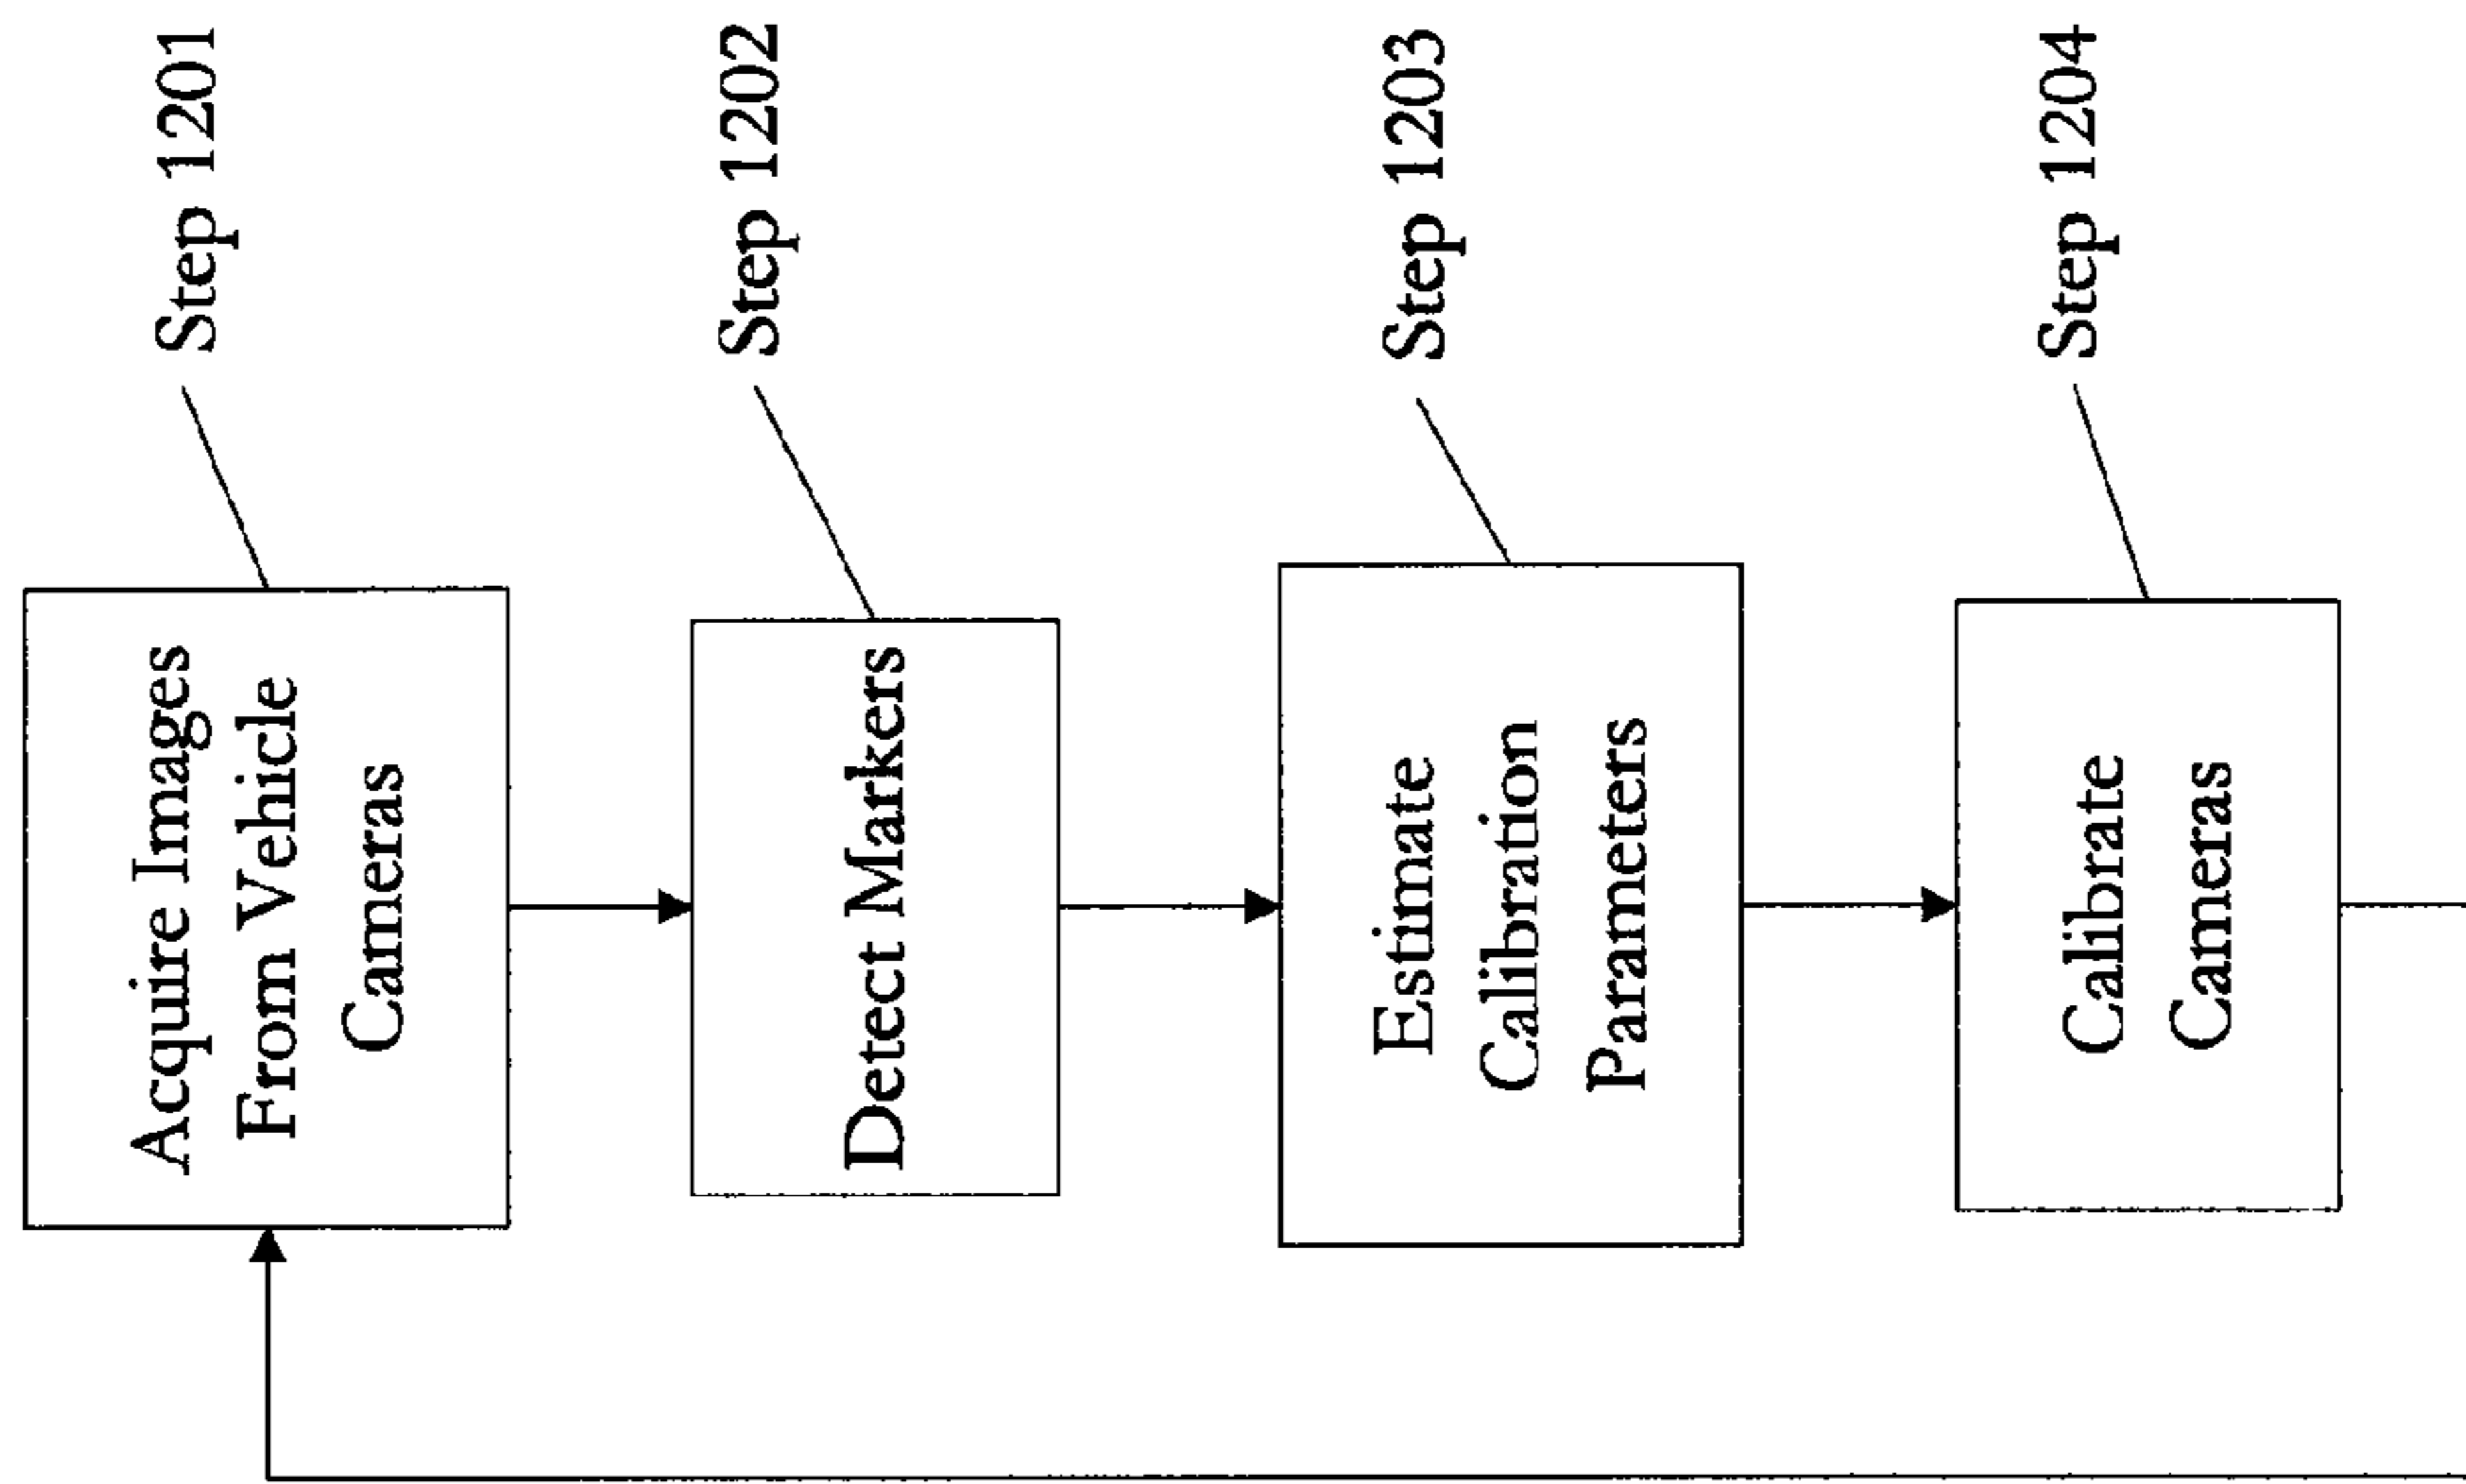 Acquire Images
From Vehicle
Cameras
Step 1201
Detect Markers
Step 1202
Estimate
Calibration
Parameters
Step 1203
Calibrate
Cameras
Step 1204